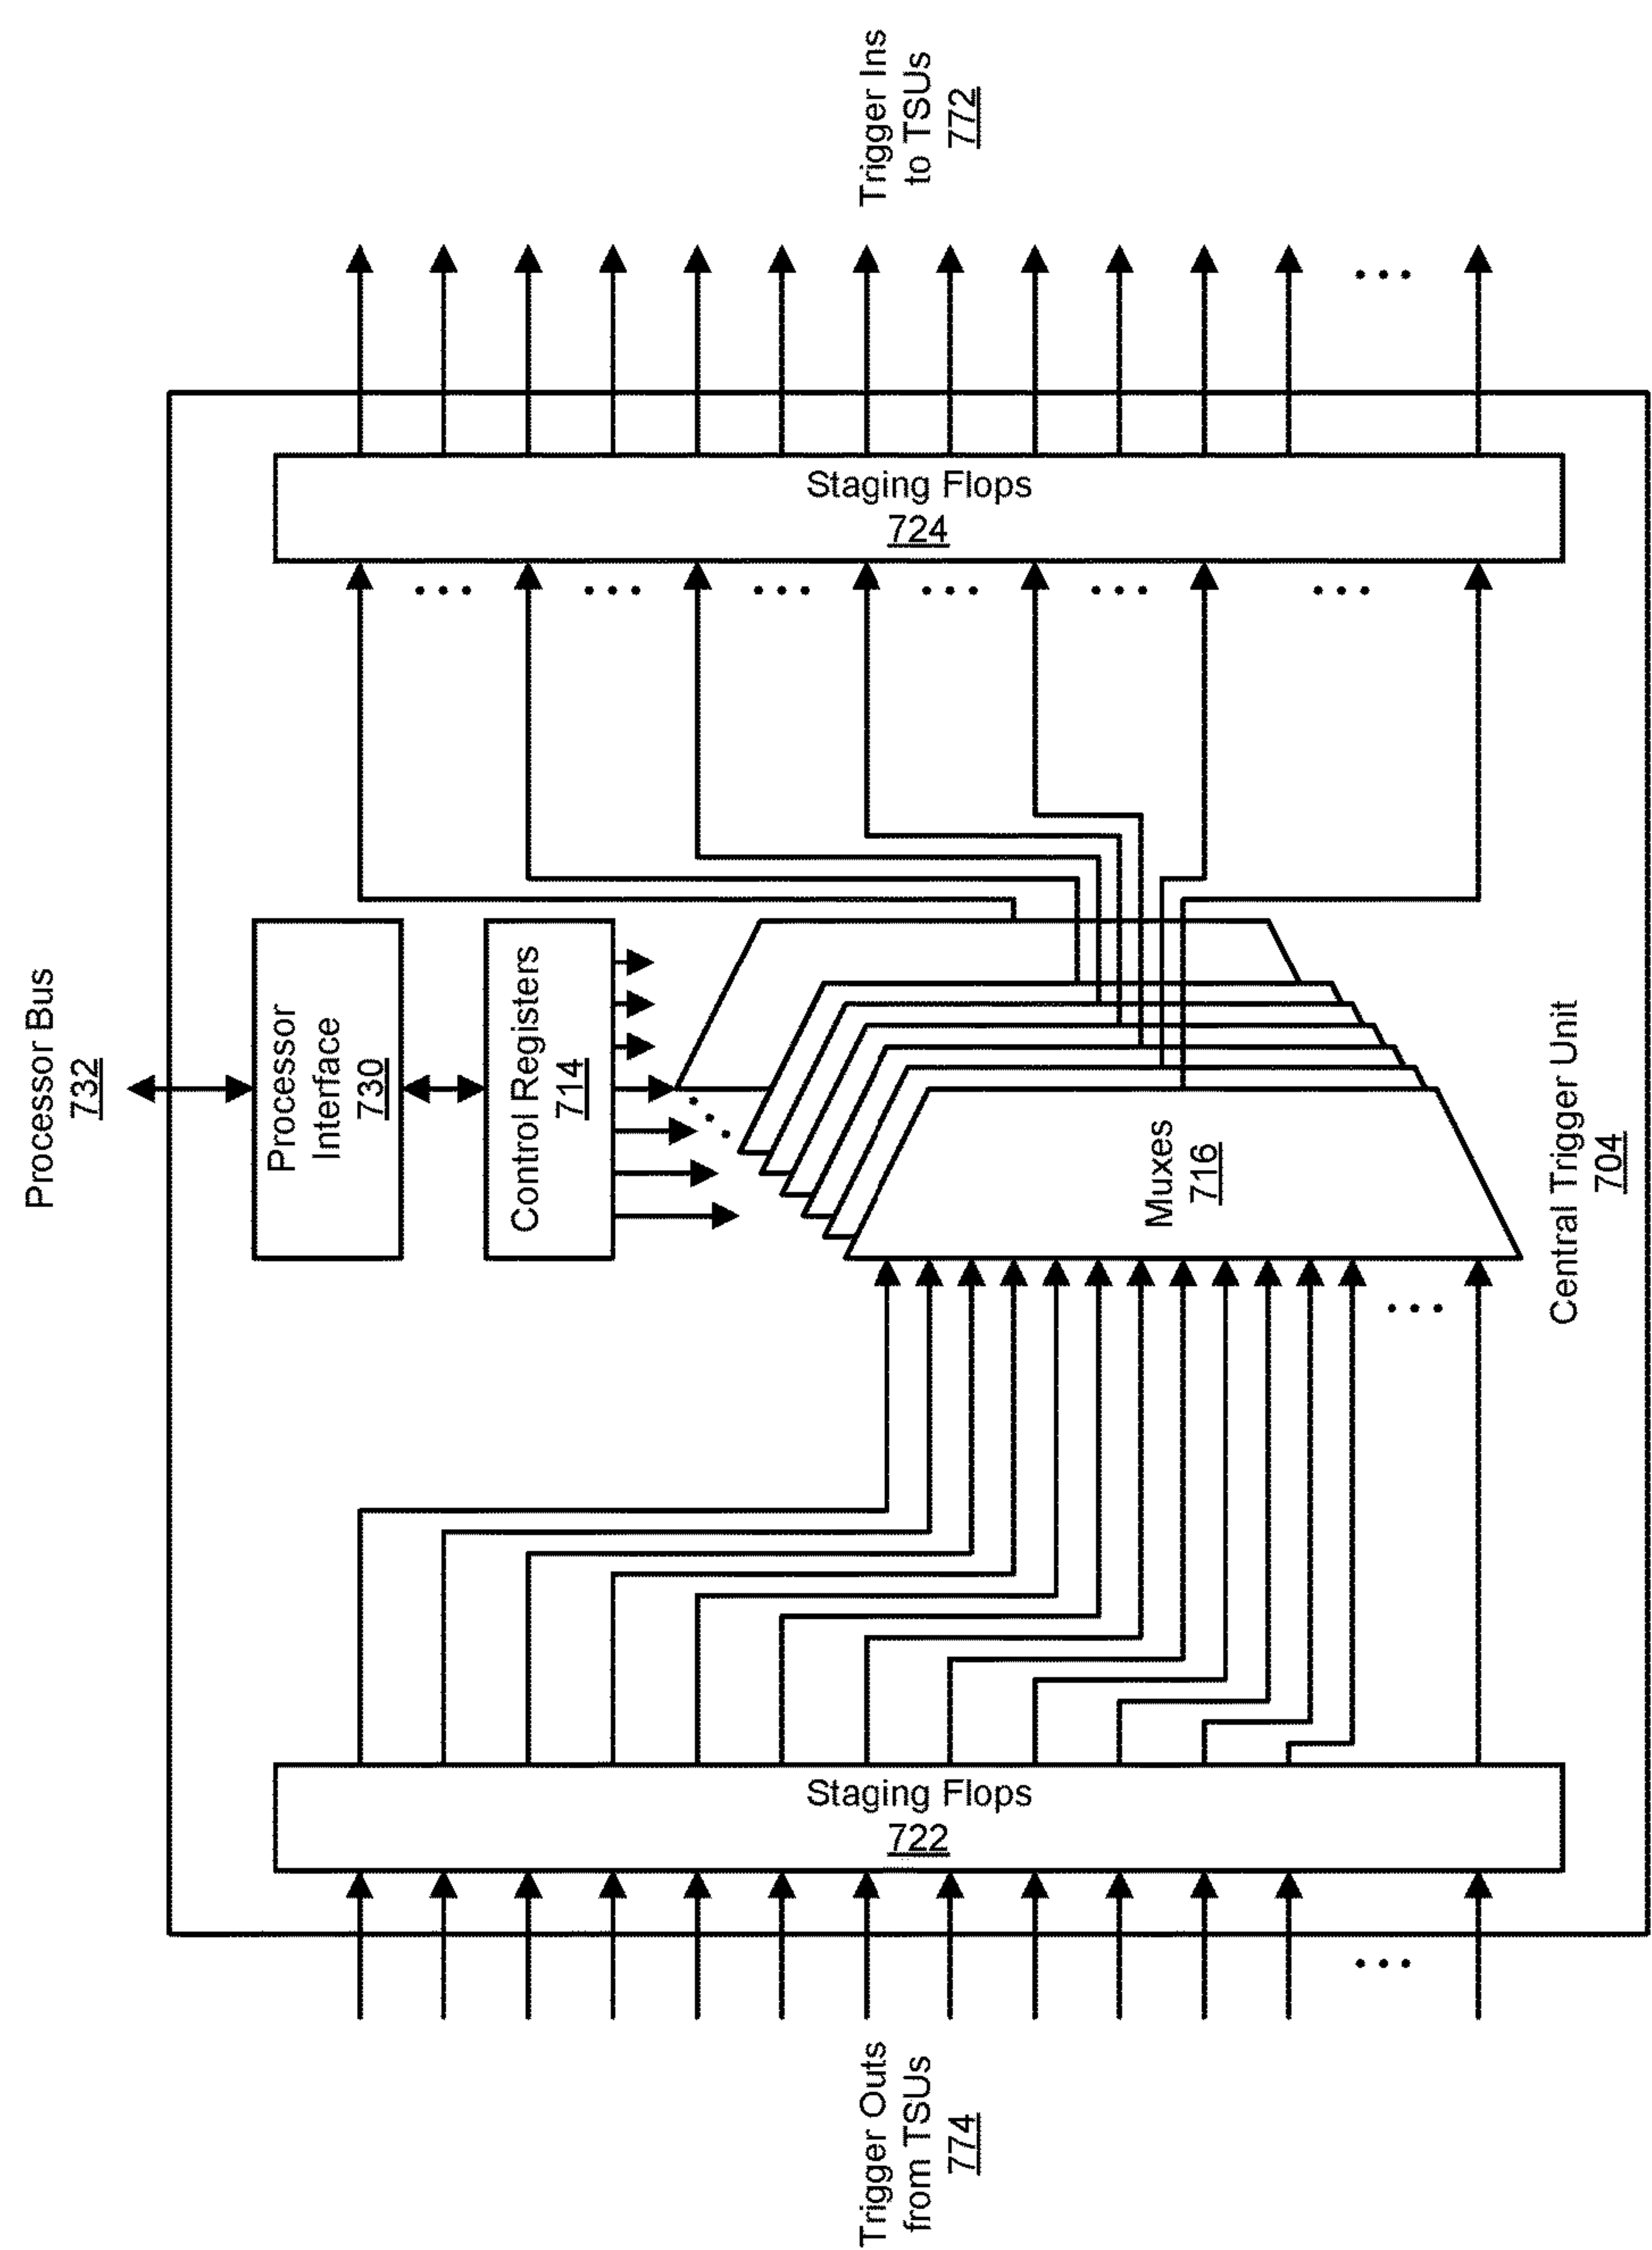 Processor Bus
732
Processor
Interface
730
Control Registers
714
Trigger Outs
from TSUs
774
Staging Flops
722
Muxes
716
Staging Flops
724
Trigger Ins
to TSUs
772
Central Trigger Unit
704